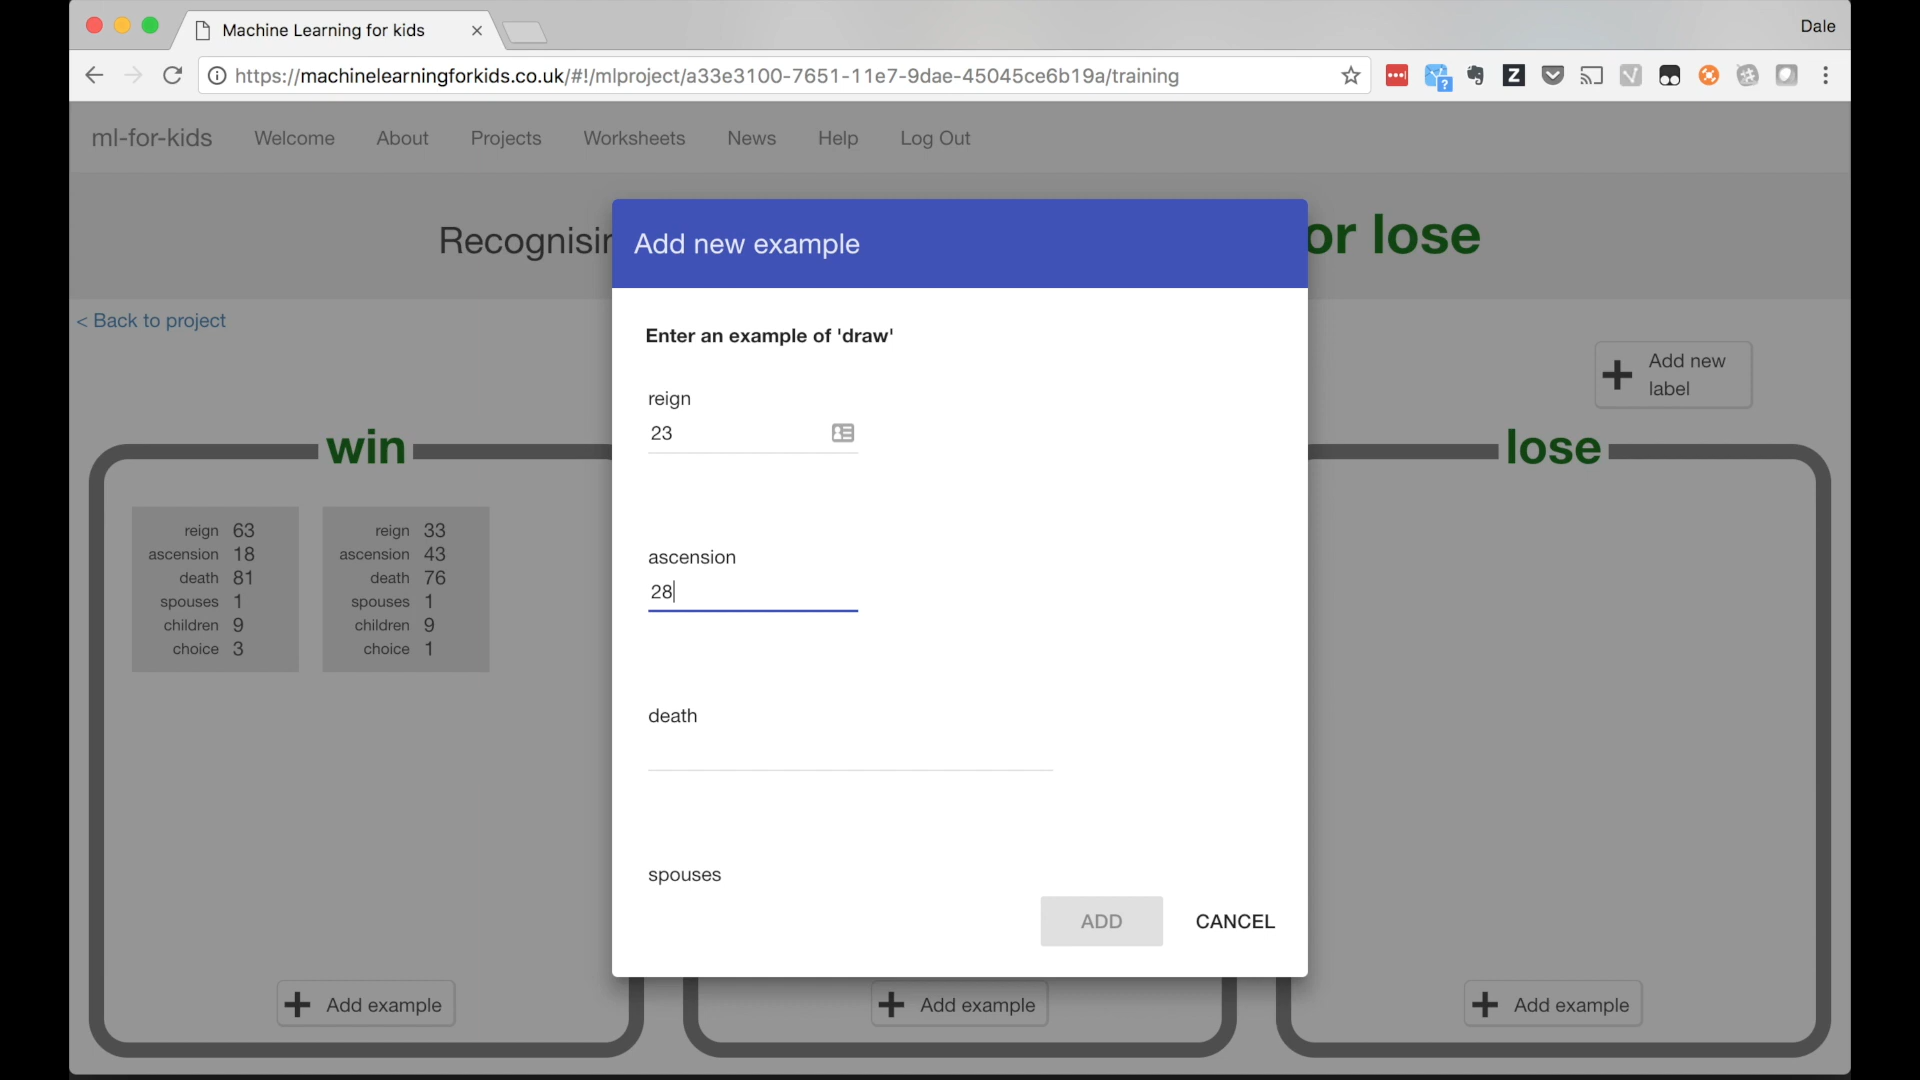 Machine Learning for kids
Dale
https://machinelearningforkids.co.uk/#!/mlproject/a33e3100-7651-11e7-9dae-45045ce6b19a/training
ml-for-kids Welcome About Projects Worksheets News Help Log Out
or lose
Add new example
< Back to project
Enter an example of 'draw'
Add new
label
reign
23
win
lose
reign 63
ascension 18
death 81
spouses 1
children 9
choice 3
reign 33
ascension 43
death 76
spouses 1
children 9
choice 1
ascension
28
death
spouses
ADD CANCEL
Add example
Add example
Add example